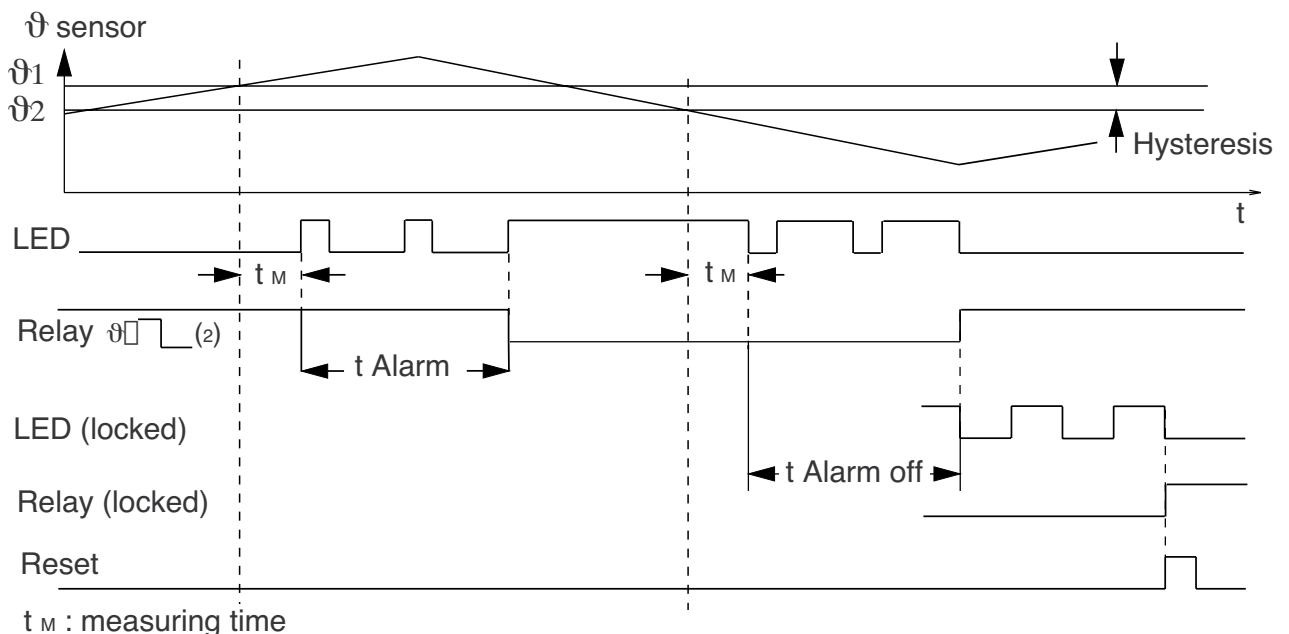 ϑ sensor
ϑ1
ϑ2
Hysteresis
t
LED
t M
t M
Relay ϑ (2)
t Alarm
LED (locked)
t Alarm off
Relay (locked)
Reset
t M : measuring time